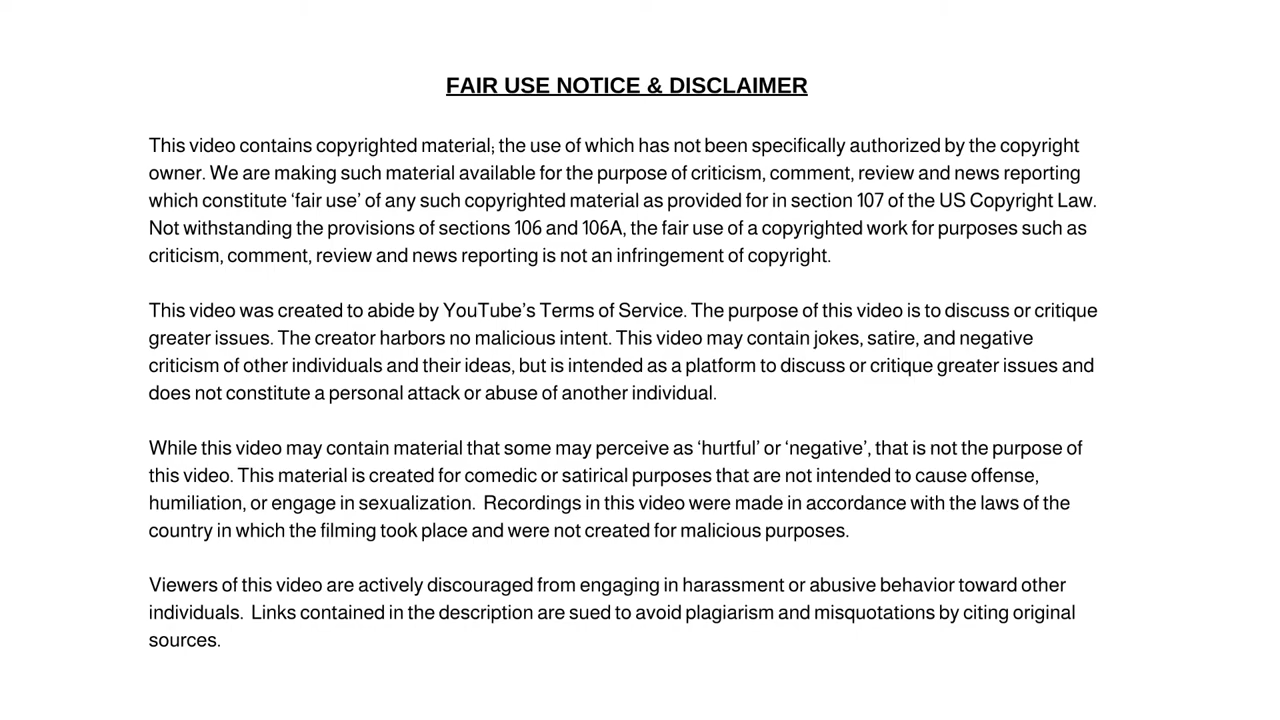 FAIR USE NOTICE & DISCLAIMER
This video contains copyrighted material; the use of which has not been specifically authorized by the copyright
owner. We are making such material available for the purpose of criticism, comment, review and news reporting
which constitute ‘fair use’ of any such copyrighted material as provided for in section 107 of the US Copyright Law.
Not withstanding the provisions of sections 106 and 106A, the fair use of a copyrighted work for purposes such as
criticism, comment, review and news reporting is not an infringement of copyright.
This video was created to abide by YouTube’s Terms of Service. The purpose of this video is to discuss or critique
greater issues. The creator harbors no malicious intent. This video may contain jokes, satire, and negative
criticism of other individuals and their ideas, but is intended as a platform to discuss or critique greater issues and
does not constitute a personal attack or abuse of another individual.
While this video may contain material that some may perceive as ‘hurtful’ or ‘negative’, that is not the purpose of
this video. This material is created for comedic or satirical purposes that are not intended to cause offense,
humiliation, or engage in sexualization.  Recordings in this video were made in accordance with the laws of the
country in which the filming took place and were not created for malicious purposes.
Viewers of this video are actively discouraged from engaging in harassment or abusive behavior toward other
individuals.  Links contained in the description are sued to avoid plagiarism and misquotations by citing original
sources.